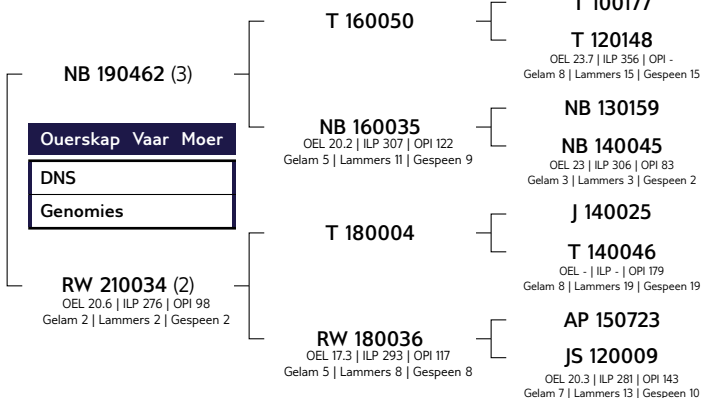 NB 190462 (3)
Ouerskap Vaar Moer
DNS
Genomies
RW 210034 (2)
OEL 20.6 | ILP 276 | OPI 98
Gelam 2 | Lammers 2 | Gespeen 2
T 160050
NB 160035
OEL 20.2 | ILP 307 | OPI 122
Gelam 5 | Lammers 11 | Gespeen 9
T 180004
RW 180036
OEL 17.3 | ILP 293 | OPI 117
Gelam 5 | Lammers 8 | Gespeen 8
T 100177
T 120148
OEL 23.7 | ILP 356 | OPI -
Gelam 8 | Lammers 15 | Gespeen 15
NB 130159
NB 140045
OEL 23 | ILP 306 | OPI 83
Gelam 3 | Lammers 3 | Gespeen 2
J 140025
T 140046
OEL - | ILP - | OPI 179
Gelam 8 | Lammers 19 | Gespeen 19
AP 150723
JS 120009
OEL 20.3 | ILP 281 | OPI 143
Gelam 7 | Lammers 13 | Gespeen 10